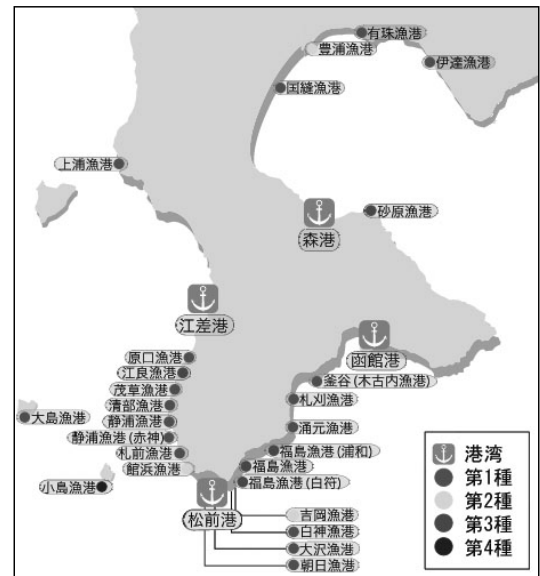 有珠漁港
豊浦漁港
伊達漁港
国縫漁港
上浦漁港
森港
砂原漁港
江差港
函館港
原口漁港
江良漁港
茂草漁港
清部漁港
静浦漁港
静浦漁港(赤神)
札前漁港
館浜漁港
大島漁港
小島漁港
松前港
釜谷(木古内漁港)
札刈漁港
涌元漁港
福島漁港(浦和)
福島漁港
福島漁港(白符)
吉岡漁港
白神漁港
大沢漁港
朝日漁港
港湾
第1種
第2種
第3種
第4種